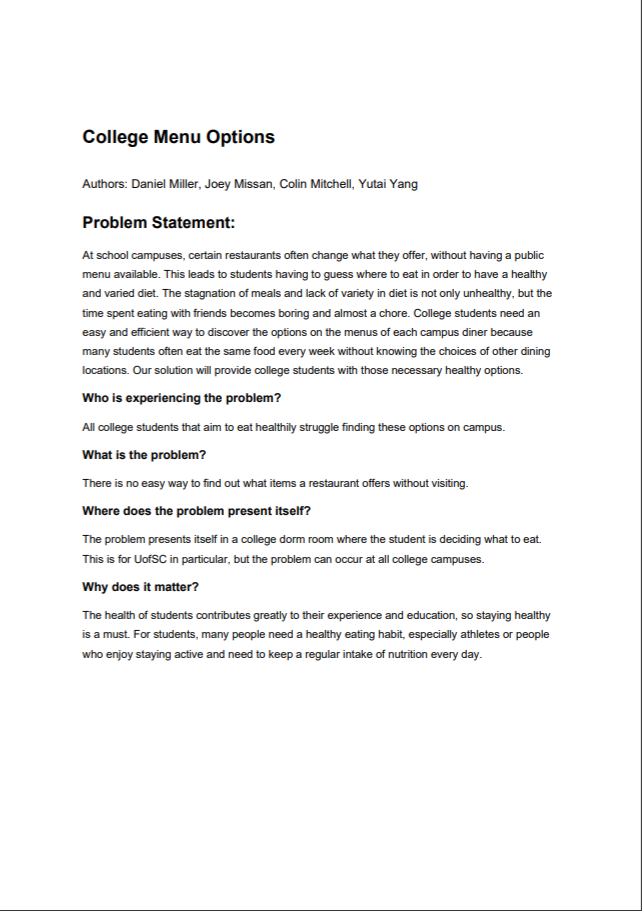 College Menu Options
Authors: Daniel Miller, Joey Missan, Colin Mitchell, Yutai Yang
Problem Statement:
At school campuses, certain restaurants often change what they offer, without having a public
menu available. This leads to students having to guess where to eat in order to have a healthy
and varied diet. The stagnation of meals and lack of variety in diet is not only unhealthy, but the
time spent eating with friends becomes boring and almost a chore. College students need an
easy and efficient way to discover the options on the menus of each campus diner because
many students often eat the same food every week without knowing the choices of other dining
locations. Our solution will provide college students with those necessary healthy options.
Who is experiencing the problem?
All college students that aim to eat healthily struggle finding these options on campus.
What is the problem?
There is no easy way to find out what items a restaurant offers without visiting.
Where does the problem present itself?
The problem presents itself in a college dorm room where the student is deciding what to eat.
This is for UofSC in particular, but the problem can occur at all college campuses.
Why does it matter?
The health of students contributes greatly to their experience and education, so staying healthy
is a must. For students, many people need a healthy eating habit, especially athletes or people
who enjoy staying active and need to keep a regular intake of nutrition every day.